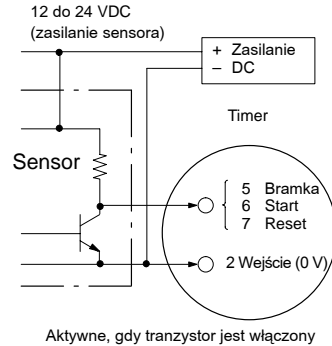 12 do 24 VDC
(zasilanie sensora)
+ Zasilanie
– DC
Timer
Sensor
5 Bramka
6 Start
7 Reset
2 Wejście (0 V)
Aktywne, gdy tranzystor jest włączony